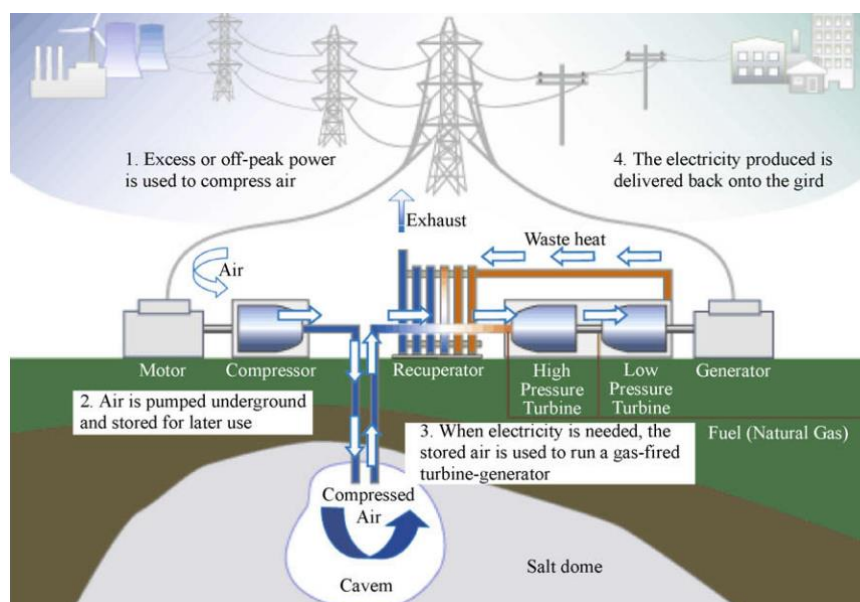 1. Excess or off-peak power
is used to compress air
4. The electricity produced is
delivered back onto the gird
Exhaust
Waste heat
Air
Motor
Compressor
Recuperator
High
Pressure
Turbine
Low
Pressure
Turbine
Generator
2. Air is pumped underground
and stored for later use
3. When electricity is needed, the
stored air is used to run a gas-fired
turbine-generator
Fuel (Natural Gas)
Compressed
Air
Cavem
Salt dome